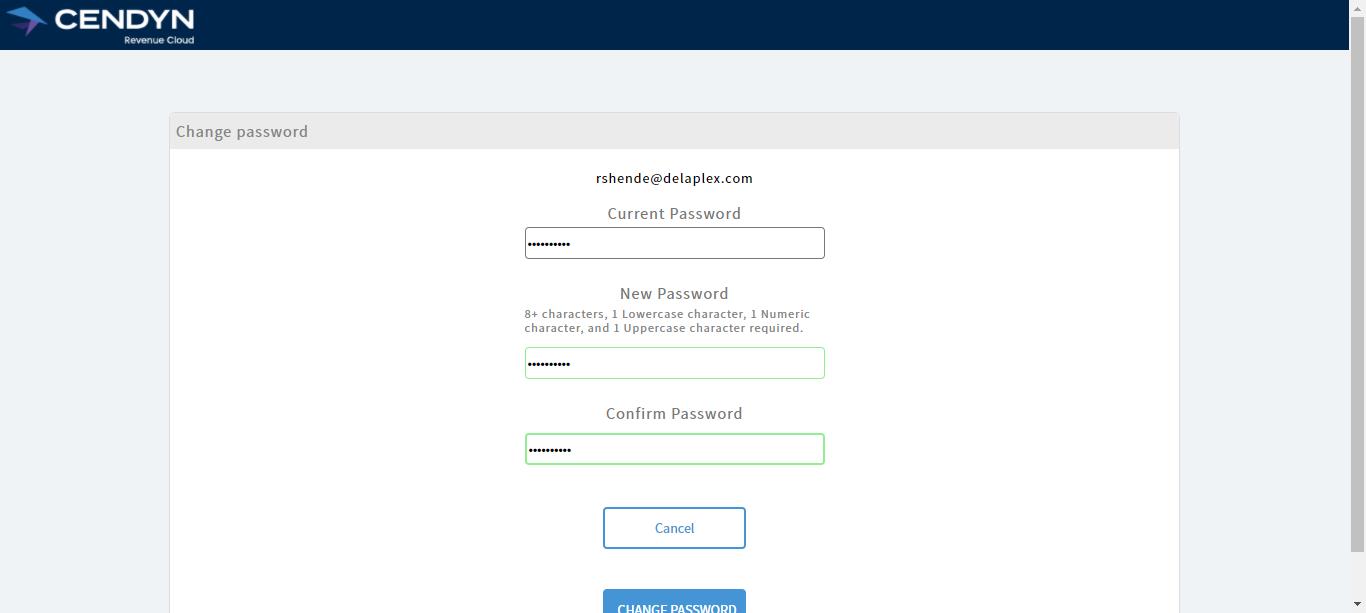 CENDYN
Revenue Cloud
Change password
rshende@delaplex.com
Current Password
••••••••••
New Password
8+ characters, 1 Lowercase character, 1 Numeric
character, and 1 Uppercase character required.
••••••••••
Confirm Password
••••••••••
Cancel
CHANGE PASSWORD